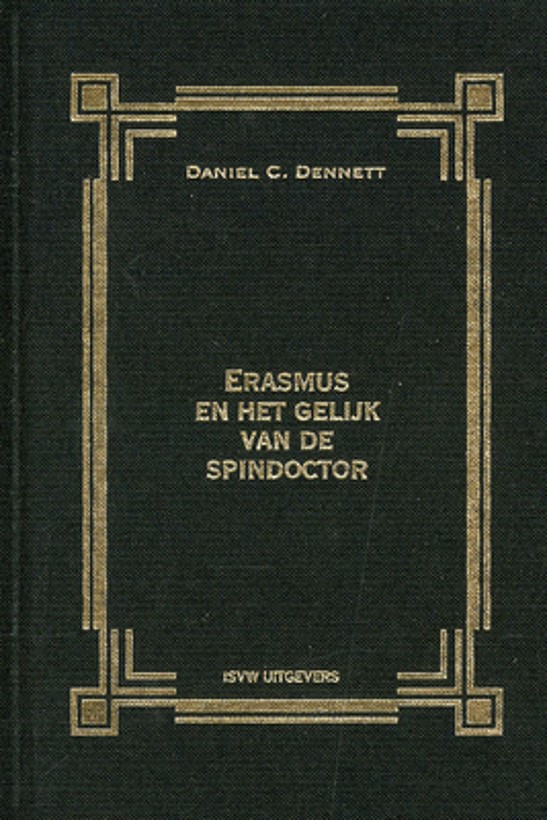 DANIEL C. DENNETT
ERASMUS
EN HET GELIJK
VAN DE
SPINDOCTOR
ISVW UITGEVERS